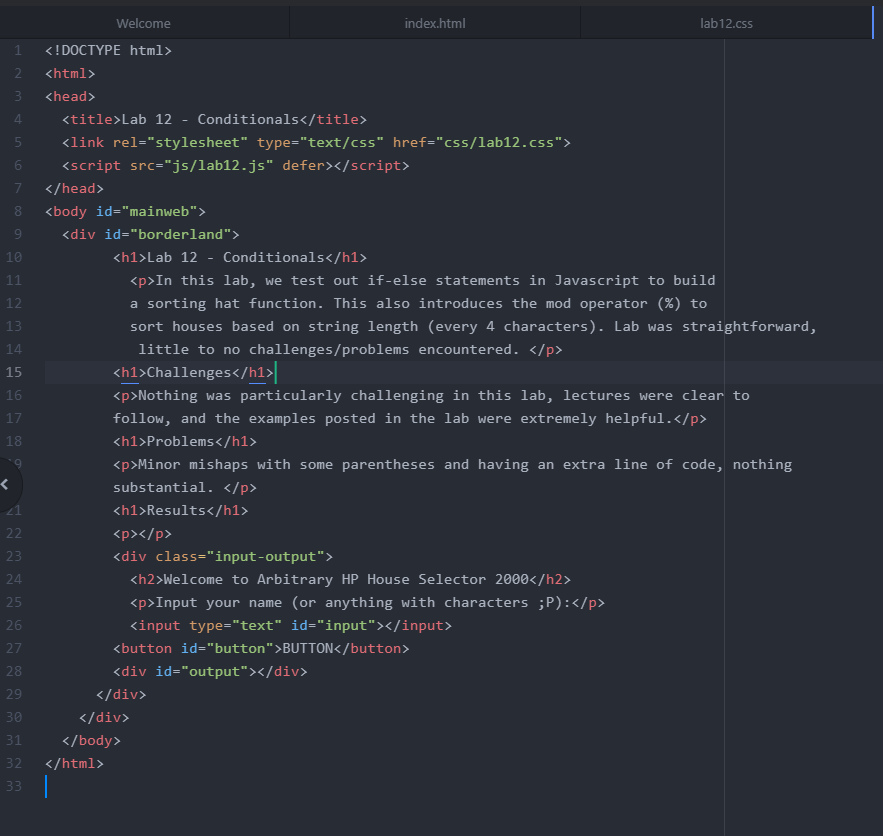 Welcome index.html lab12.css
1 <!DOCTYPE html>
2 <html>
3 <head>
4   <title>Lab 12 - Conditionals</title>
5   <link rel="stylesheet" type="text/css" href="css/lab12.css">
6   <script src="js/lab12.js" defer></script>
7 </head>
8 <body id="mainweb">
9   <div id="borderland">
10         <h1>Lab 12 - Conditionals</h1>
11           <p>In this lab, we test out if-else statements in Javascript to build
12           a sorting hat function. This also introduces the mod operator (%) to
13           sort houses based on string length (every 4 characters). Lab was straightforward,
14            little to no challenges/problems encountered. </p>
15         <h1>Challenges</h1>
16         <p>Nothing was particularly challenging in this lab, lectures were clear to
17         follow, and the examples posted in the lab were extremely helpful.</p>
18         <h1>Problems</h1>
19         <p>Minor mishaps with some parentheses and having an extra line of code, nothing
substantial. </p>
21         <h1>Results</h1>
22         <p></p>
23         <div class="input-output">
24           <h2>Welcome to Arbitrary HP House Selector 2000</h2>
25           <p>Input your name (or anything with characters ;P):</p>
26           <input type="text" id="input"></input>
27         <button id="button">BUTTON</button>
28         <div id="output"></div>
29       </div>
30     </div>
31   </body>
32 </html>
33